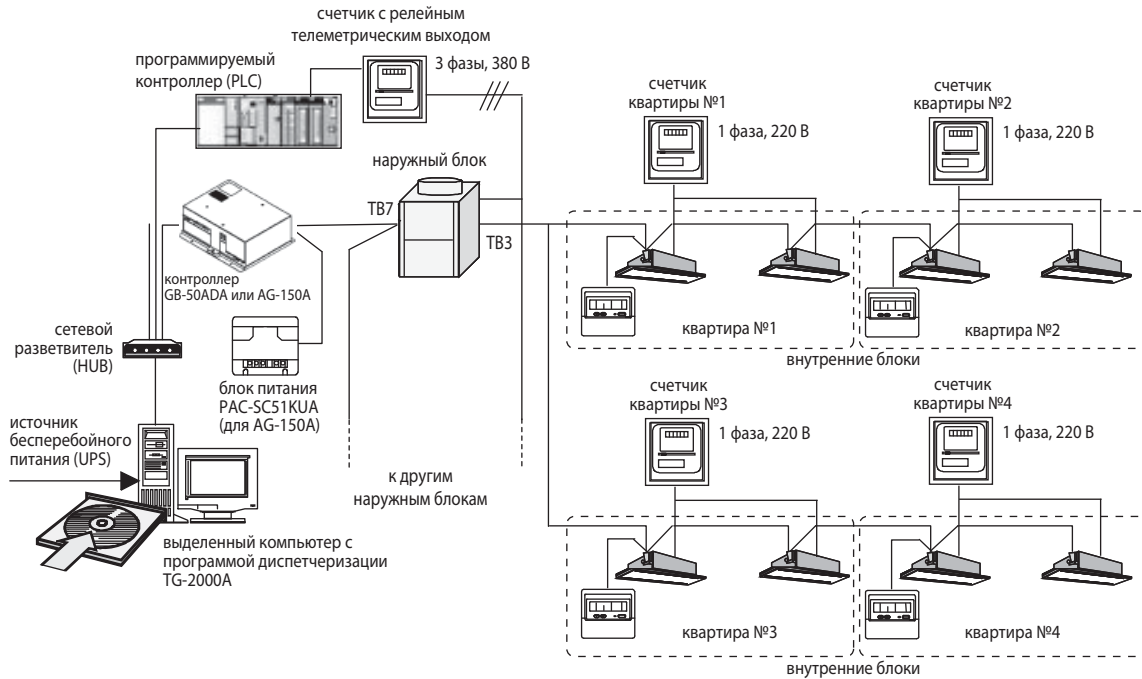 счетчик с релейным
телеметрическим выходом
программируемый
контроллер (PLC)
3 фазы, 380 В
счетчик
квартиры №1
1 фаза, 220 В
счетчик
квартиры №2
1 фаза, 220 В
наружный блок
TB7
TB3
контроллер
GB-50ADA или AG-150A
квартира №1
квартира №2
внутренние блоки
сетевой
разветвитель
(HUB)
блок питания
PAC-SC51KUA
(для AG-150A)
счетчик
квартиры №3
1 фаза, 220 В
счетчик
квартиры №4
1 фаза, 220 В
источник
бесперебойного
питания (UPS)
к другим
наружным блокам
выделенный компьютер с
программой диспетчеризации
TG-2000A
квартира №3
квартира №4
внутренние блоки